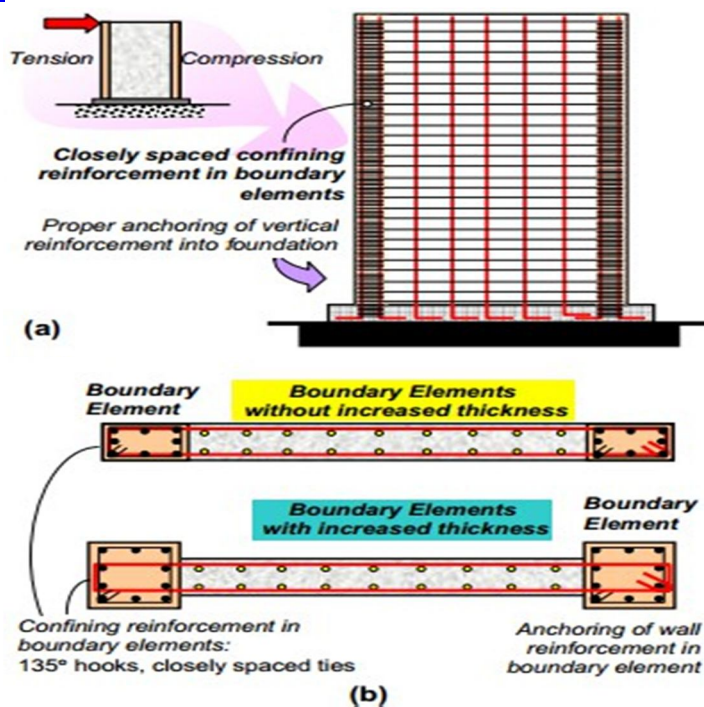 Tension
Compression
Closely spaced confining
reinforcement in boundary
elements
Proper anchoring of vertical
reinforcement into foundation
(a)
Boundary
Element
Boundary Elements
without increased thickness
Boundary Elements
with increased thickness
Boundary
Element
Confining reinforcement in
boundary elements:
135° hooks, closely spaced ties
Anchoring of wall
reinforcement in
boundary element
(b)